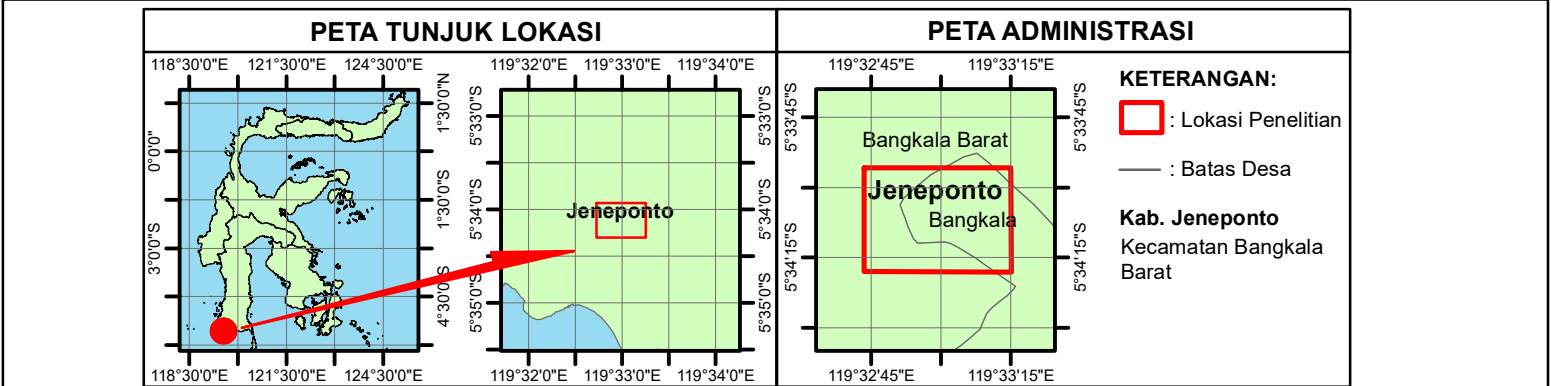 PETA TUNJUK LOKASI
118°30'0"E 121°30'0"E 124°30'0"E
0°0'0"
3°0'0"S
1°30'0"N
1°30'0"S
4°30'0"S
118°30'0"E 121°30'0"E 124°30'0"E
119°32'0"E 119°33'0"E 119°34'0"E
5°33'0"S
5°34'0"S
5°35'0"S
Jeneponto
5°33'0"S
5°34'0"S
5°35'0"S
119°32'0"E 119°33'0"E 119°34'0"E
PETA ADMINISTRASI
119°32'45"E 119°33'15"E
5°33'45"S
5°34'15"S
Bangkala Barat
Jeneponto
Bangkala
5°33'45"S
5°34'15"S
119°32'45"E 119°33'15"E
KETERANGAN:
: Lokasi Penelitian
: Batas Desa
Kab. Jeneponto
Kecamatan Bangkala
Barat